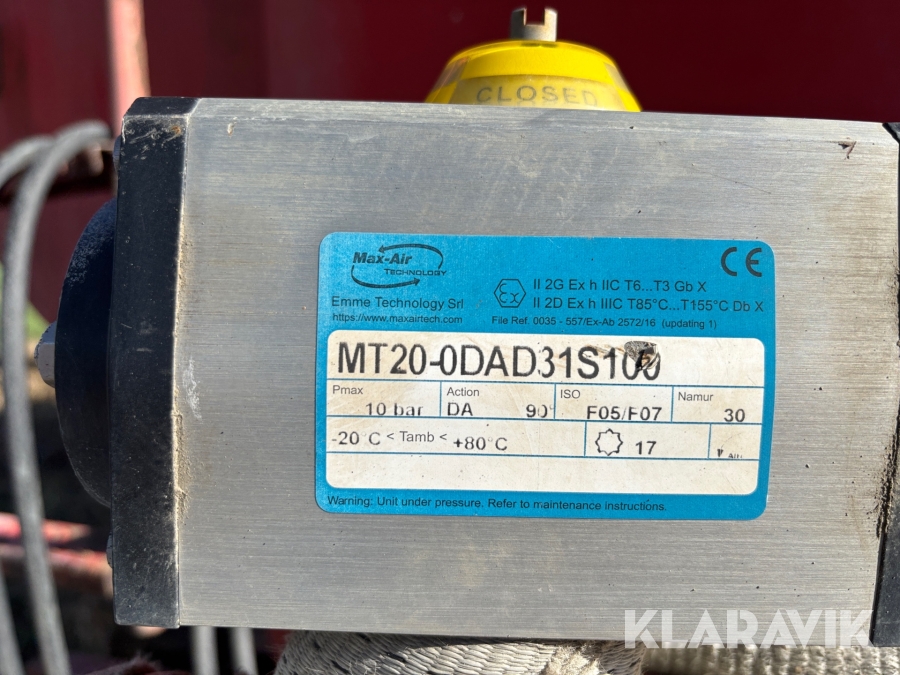 CLOSED
Max-Air
TECHNOLOGY
CE
Emme Technology Srl
https://www.maxairtech.com
Ex
II 2G Ex h IIC T6...T3 Gb X
II 2D Ex h IIIC T85°C...T155°C Db X
File Ref. 0035 - 557/Ex-Ab 2572/16 (updating 1)
MT20-0DAD31S100
Pmax Action ISO Namur
10 bar DA 90° F05/F07 30
-20°C < Tamb < +80°C 17
Warning: Unit under pressure. Refer to maintenance instructions.
KLARAVIK